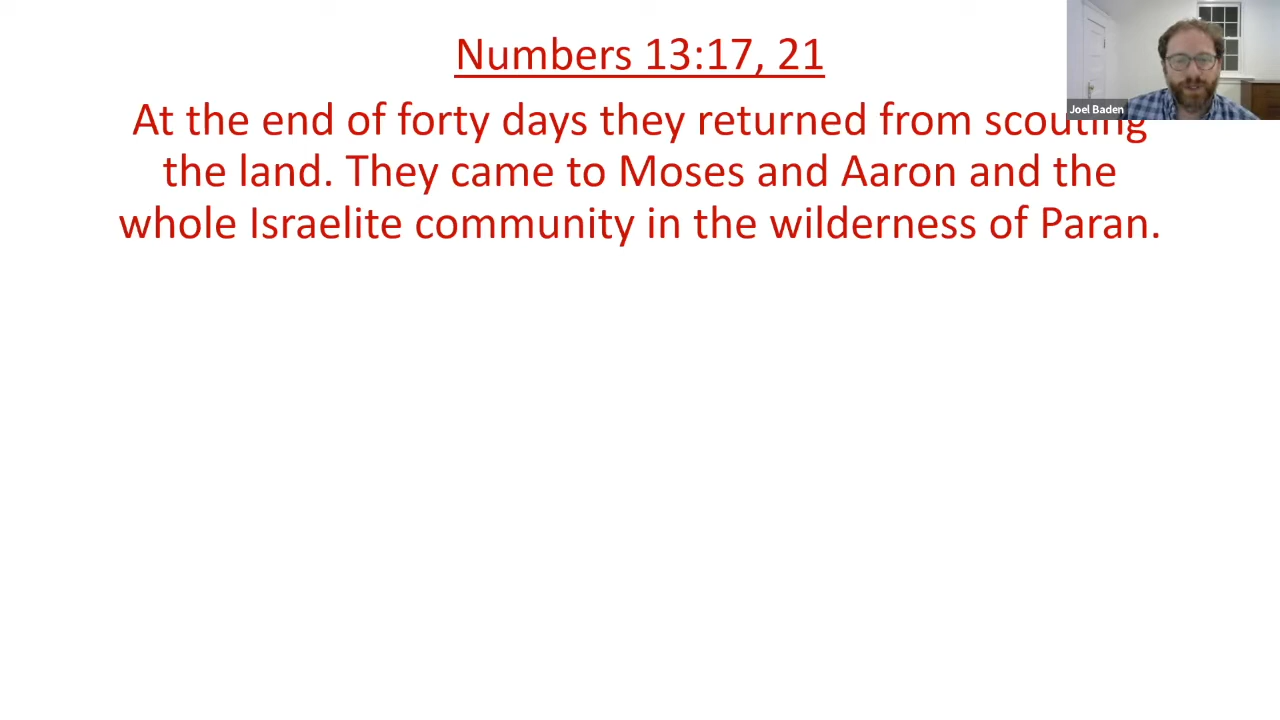 Numbers 13:17, 21
At the end of forty days they returned from scouting
the land. They came to Moses and Aaron and the
whole Israelite community in the wilderness of Paran.
Joel Baden